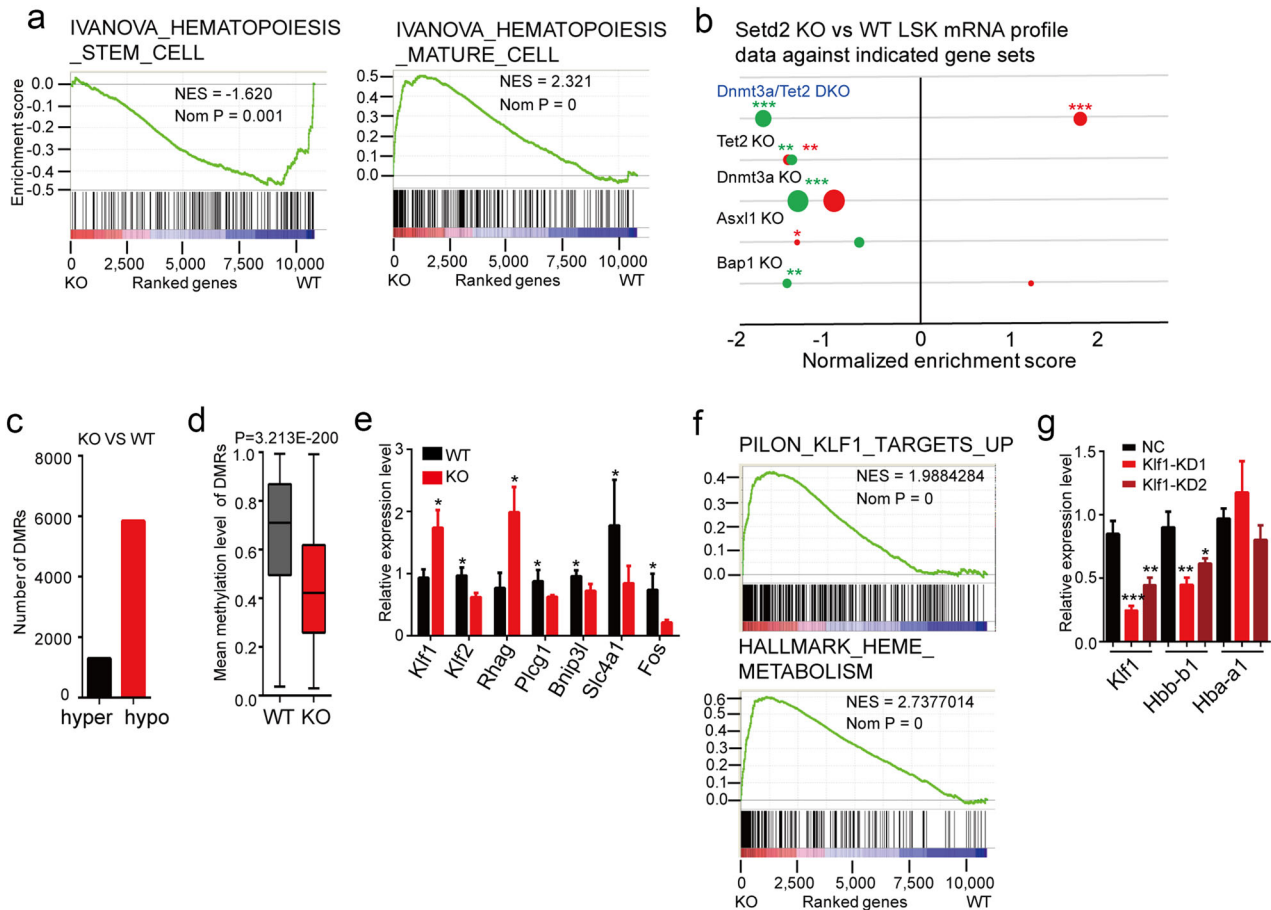 a
IVANOVA_HEMATOPOIESIS
_STEM_CELL
NES = -1.620
Nom P = 0.001
Enrichment score
0.0
-0.1
-0.2
-0.3
-0.4
-0.5
0 2,500 5,000 7,500 10,000
KO Ranked genes WT
IVANOVA_HEMATOPOIESIS
_MATURE_CELL
NES = 2.321
Nom P = 0
0.5
0.4
0.3
0.2
0.1
0.0
0 2,500 5,000 7,500 10,000
KO Ranked genes WT
b
Setd2 KO vs WT LSK mRNA profile
data against indicated gene sets
Dnmt3a/Tet2 DKO
*** ***
Tet2 KO
** **
Dnmt3a KO
***
Asxl1 KO
*
Bap1 KO
**
-2 -1 0 1 2
Normalized enrichment score
c
KO VS WT
Number of DMRs
8000
6000
4000
2000
0
hyper hypo
d
P=3.213E-200
Mean methylation level of DMRs
1.0
0.8
0.6
0.4
0.2
0.0
WT KO
e
Relative expression level
3
2
1
0
WT
KO
* * * * * * *
Klf1 Klf2 Rhag Plcg1 Bnip3l Slc4a1 Fos
f
PILON_KLF1_TARGETS_UP
NES = 1.9884284
Nom P = 0
0.4
0.3
0.2
0.1
0.0
HALLMARK_HEME_
METABOLISM
NES = 2.7377014
Nom P = 0
0.6
0.5
0.4
0.3
0.2
0.1
0.0
0 2,500 5,000 7,500 10,000
KO Ranked genes WT
g
Relative expression level
1.5
1.0
0.5
0.0
NC
Klf1-KD1
Klf1-KD2
*** ** ** *
Klf1 Hbb-b1 Hba-a1